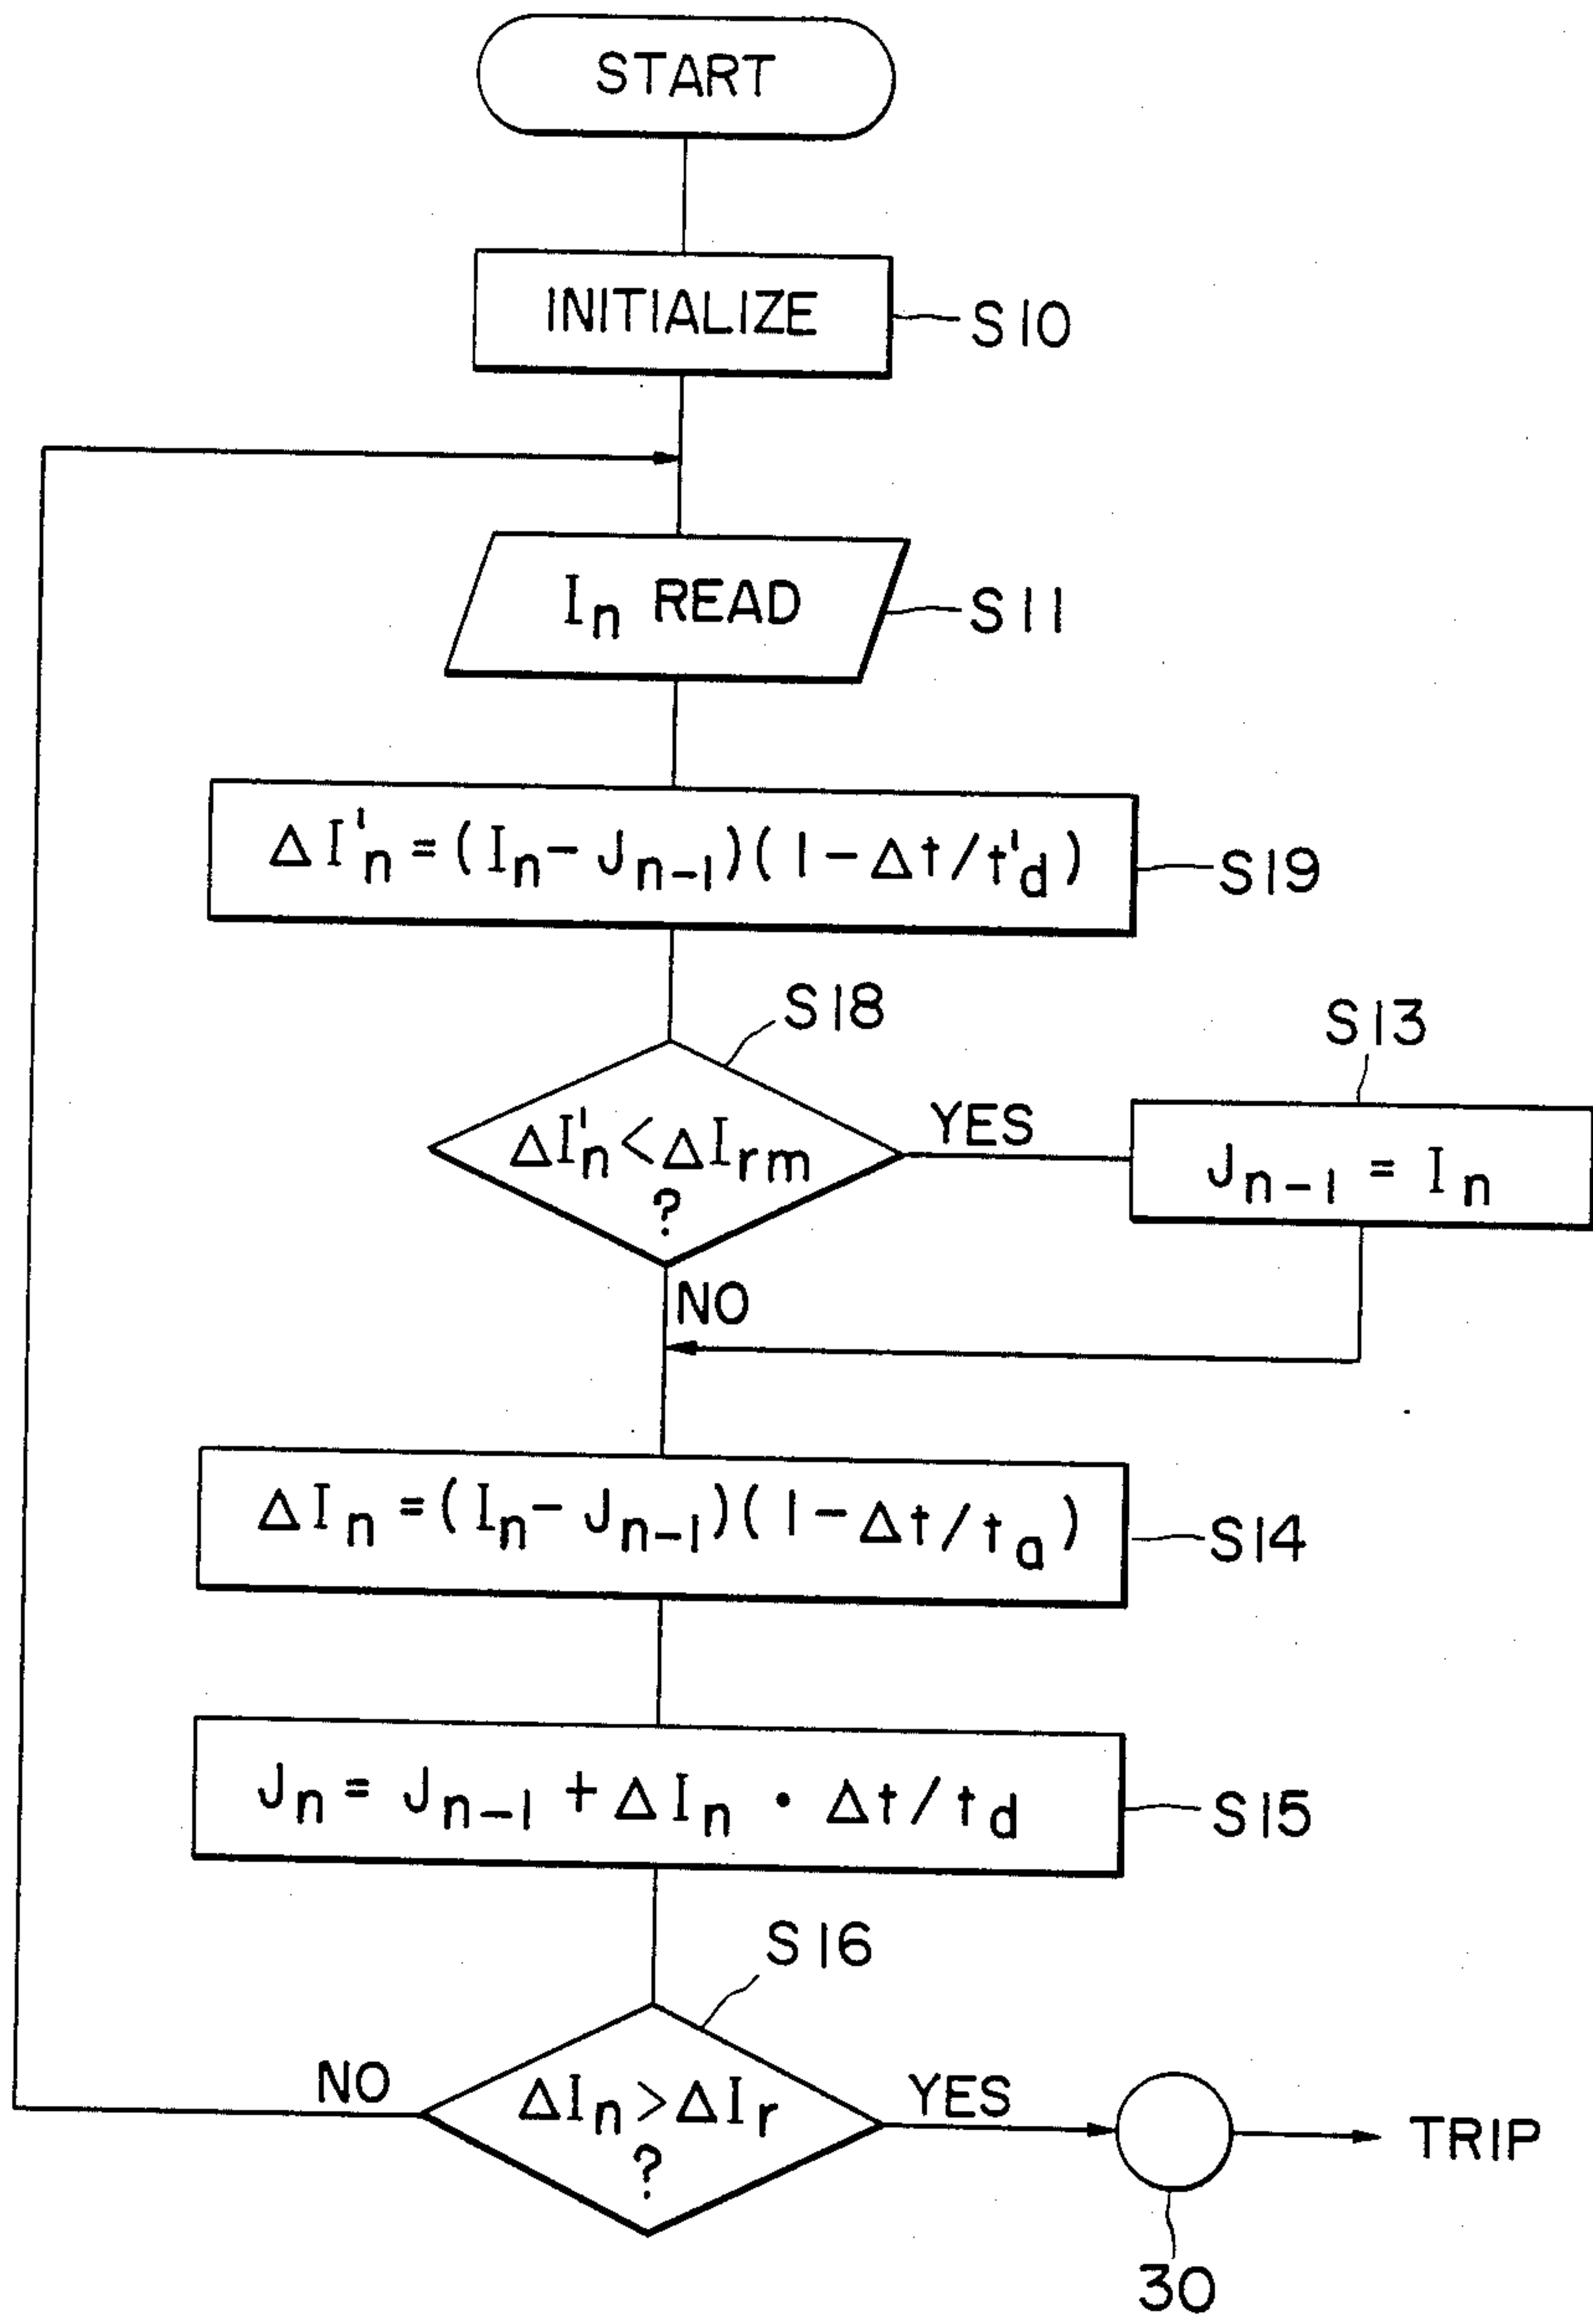 START
INITIALIZE
S10
Iₙ READ
S11
ΔI'ₙ = (Iₙ − Jₙ₋₁)(1 − Δt/t'd)
S19
S18
S13
ΔI'ₙ < ΔIrm
?
YES
Jₙ₋₁ = Iₙ
NO
ΔIₙ = (Iₙ − Jₙ₋₁)(1 − Δt/ta)
S14
Jₙ = Jₙ₋₁ + ΔIₙ · Δt/td
S15
S16
NO
ΔIₙ > ΔIr
?
YES
TRIP
30